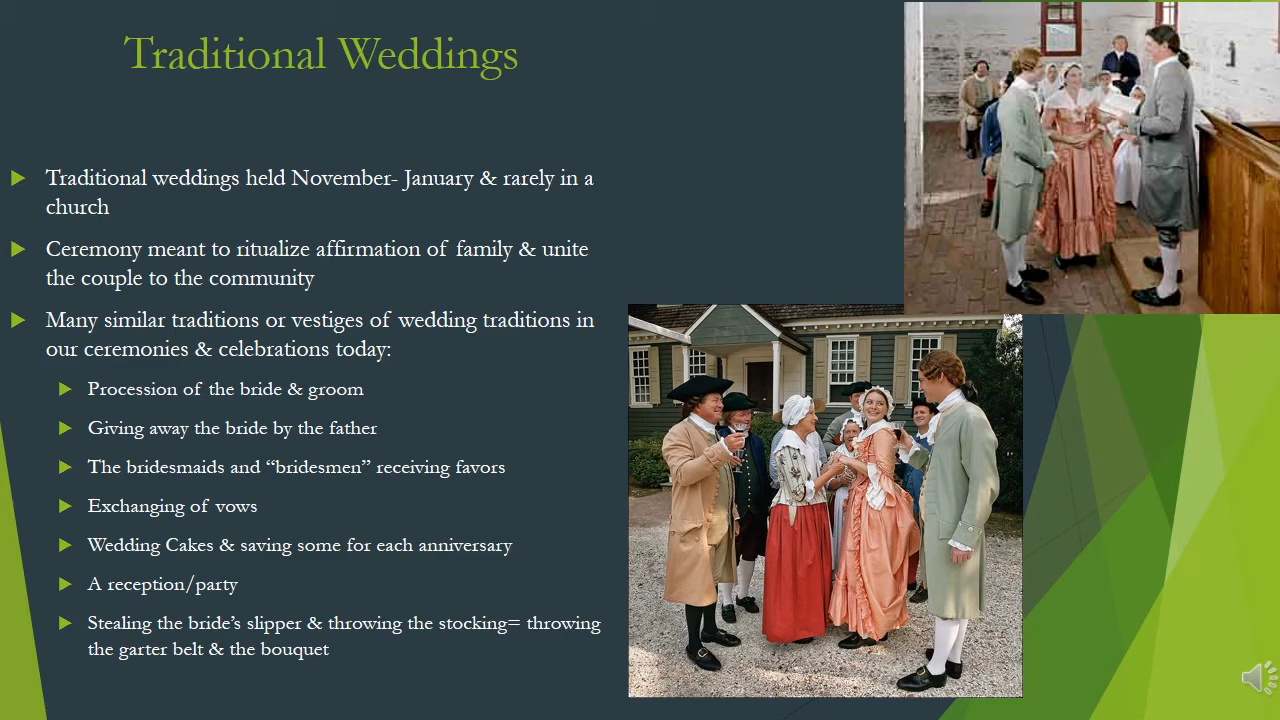 Traditional Weddings
Traditional weddings held November- January & rarely in a
church
Ceremony meant to ritualize affirmation of family & unite
the couple to the community
Many similar traditions or vestiges of wedding traditions in
our ceremonies & celebrations today:
Procession of the bride & groom
Giving away the bride by the father
The bridesmaids and “bridesmen” receiving favors
Exchanging of vows
Wedding Cakes & saving some for each anniversary
A reception/party
Stealing the bride’s slipper & throwing the stocking= throwing
the garter belt & the bouquet